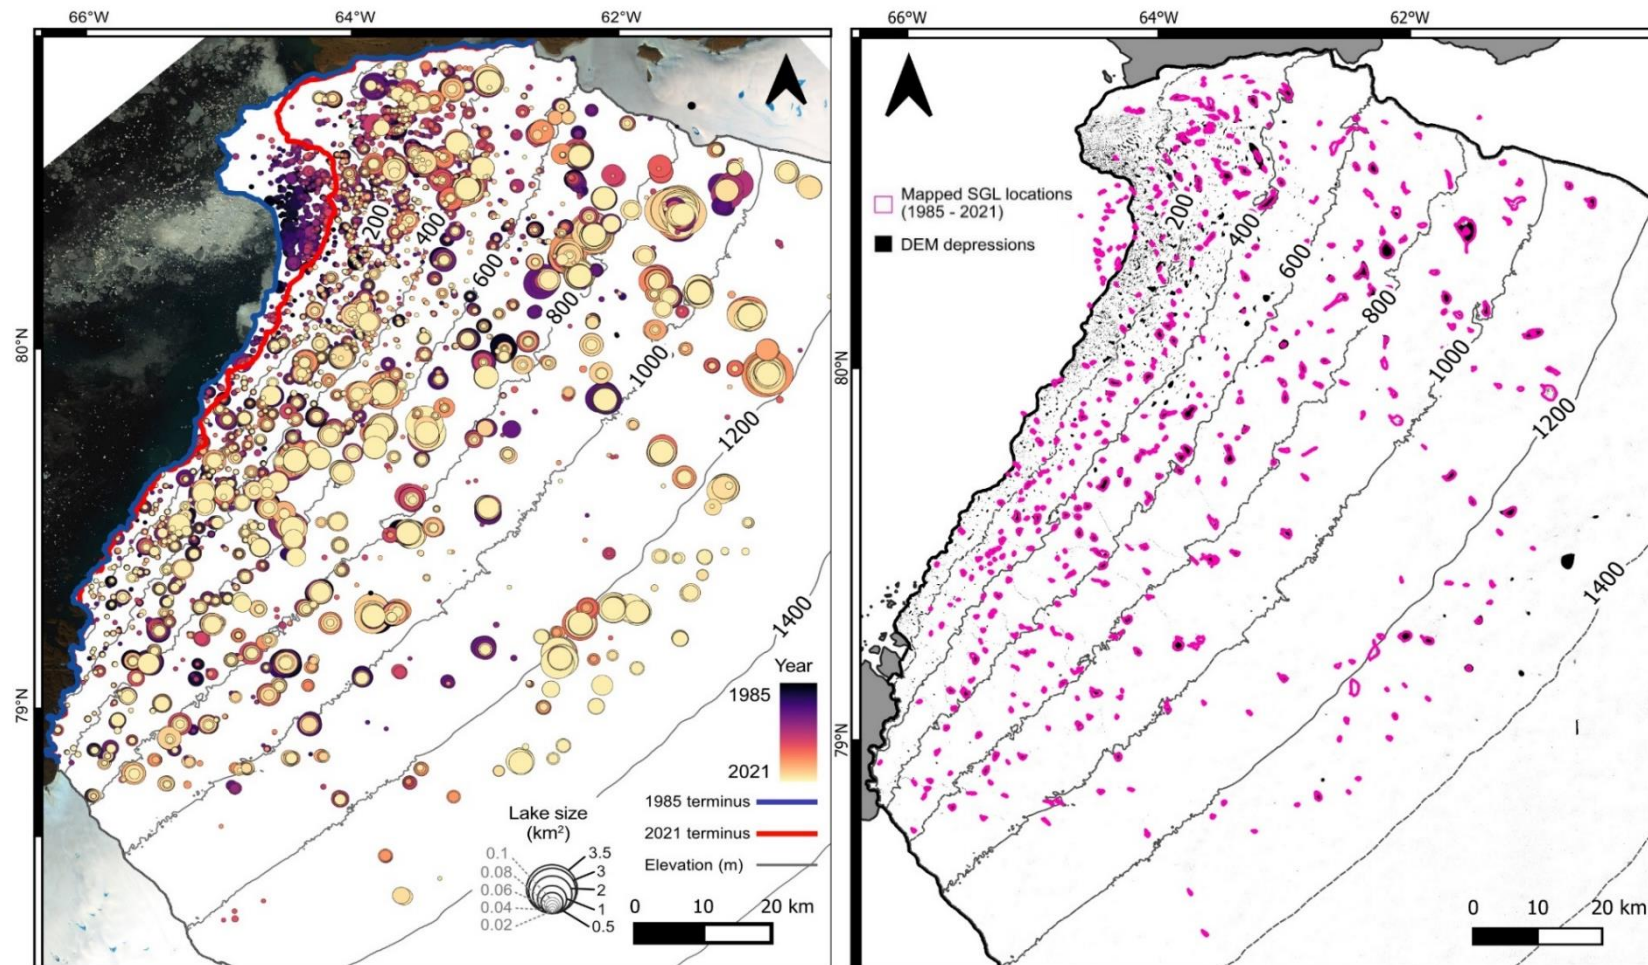 66°W 64°W 62°W
66°W 64°W 62°W
Mapped SGL locations
(1985 - 2021)
DEM depressions
200
400
600
800
1000
1200
1400
200
400
600
800
1000
1200
1400
80°N
79°N
80°N
79°N
Year
1985
2021
Lake size
(km²)
0.1
0.08
0.06
0.04
0.02
3.5
3
2
1
0.5
1985 terminus
2021 terminus
Elevation (m)
0 10 20 km
0 10 20 km